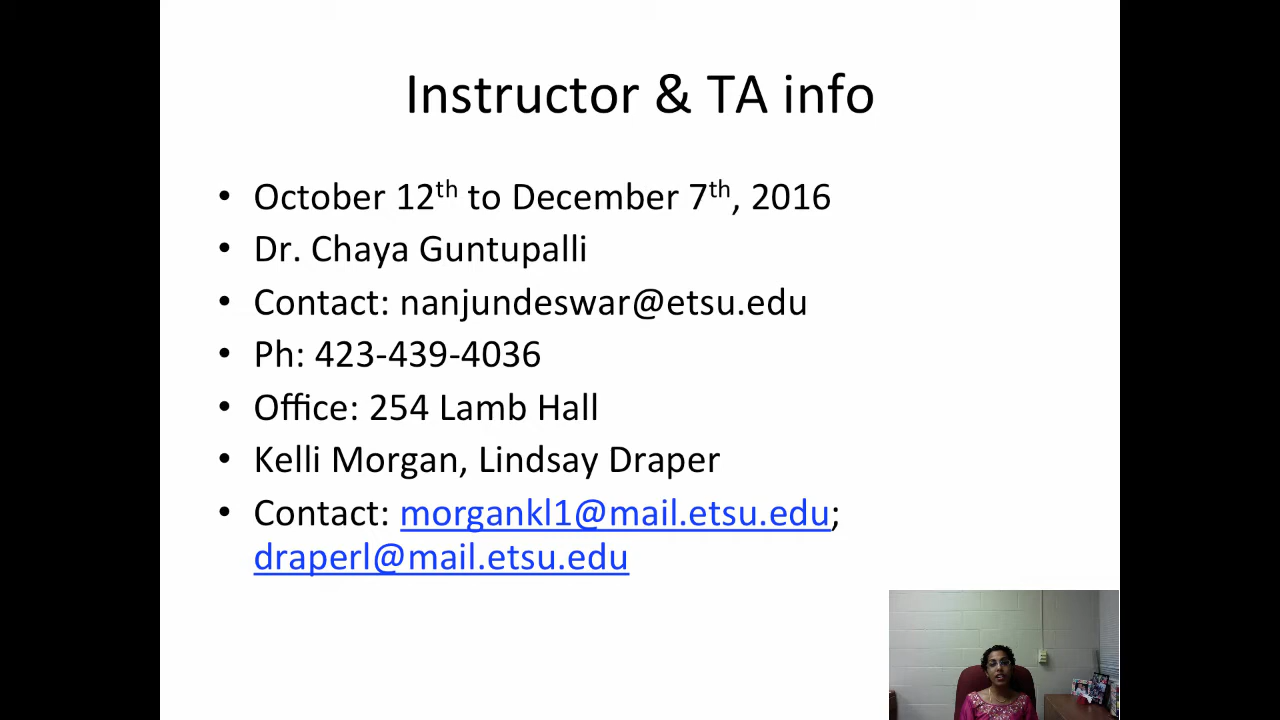 Instructor & TA info
• October 12th to December 7th, 2016
• Dr. Chaya Guntupalli
• Contact: nanjundeswar@etsu.edu
• Ph: 423-439-4036
• Office: 254 Lamb Hall
• Kelli Morgan, Lindsay Draper
• Contact: morgankl1@mail.etsu.edu;
draperl@mail.etsu.edu